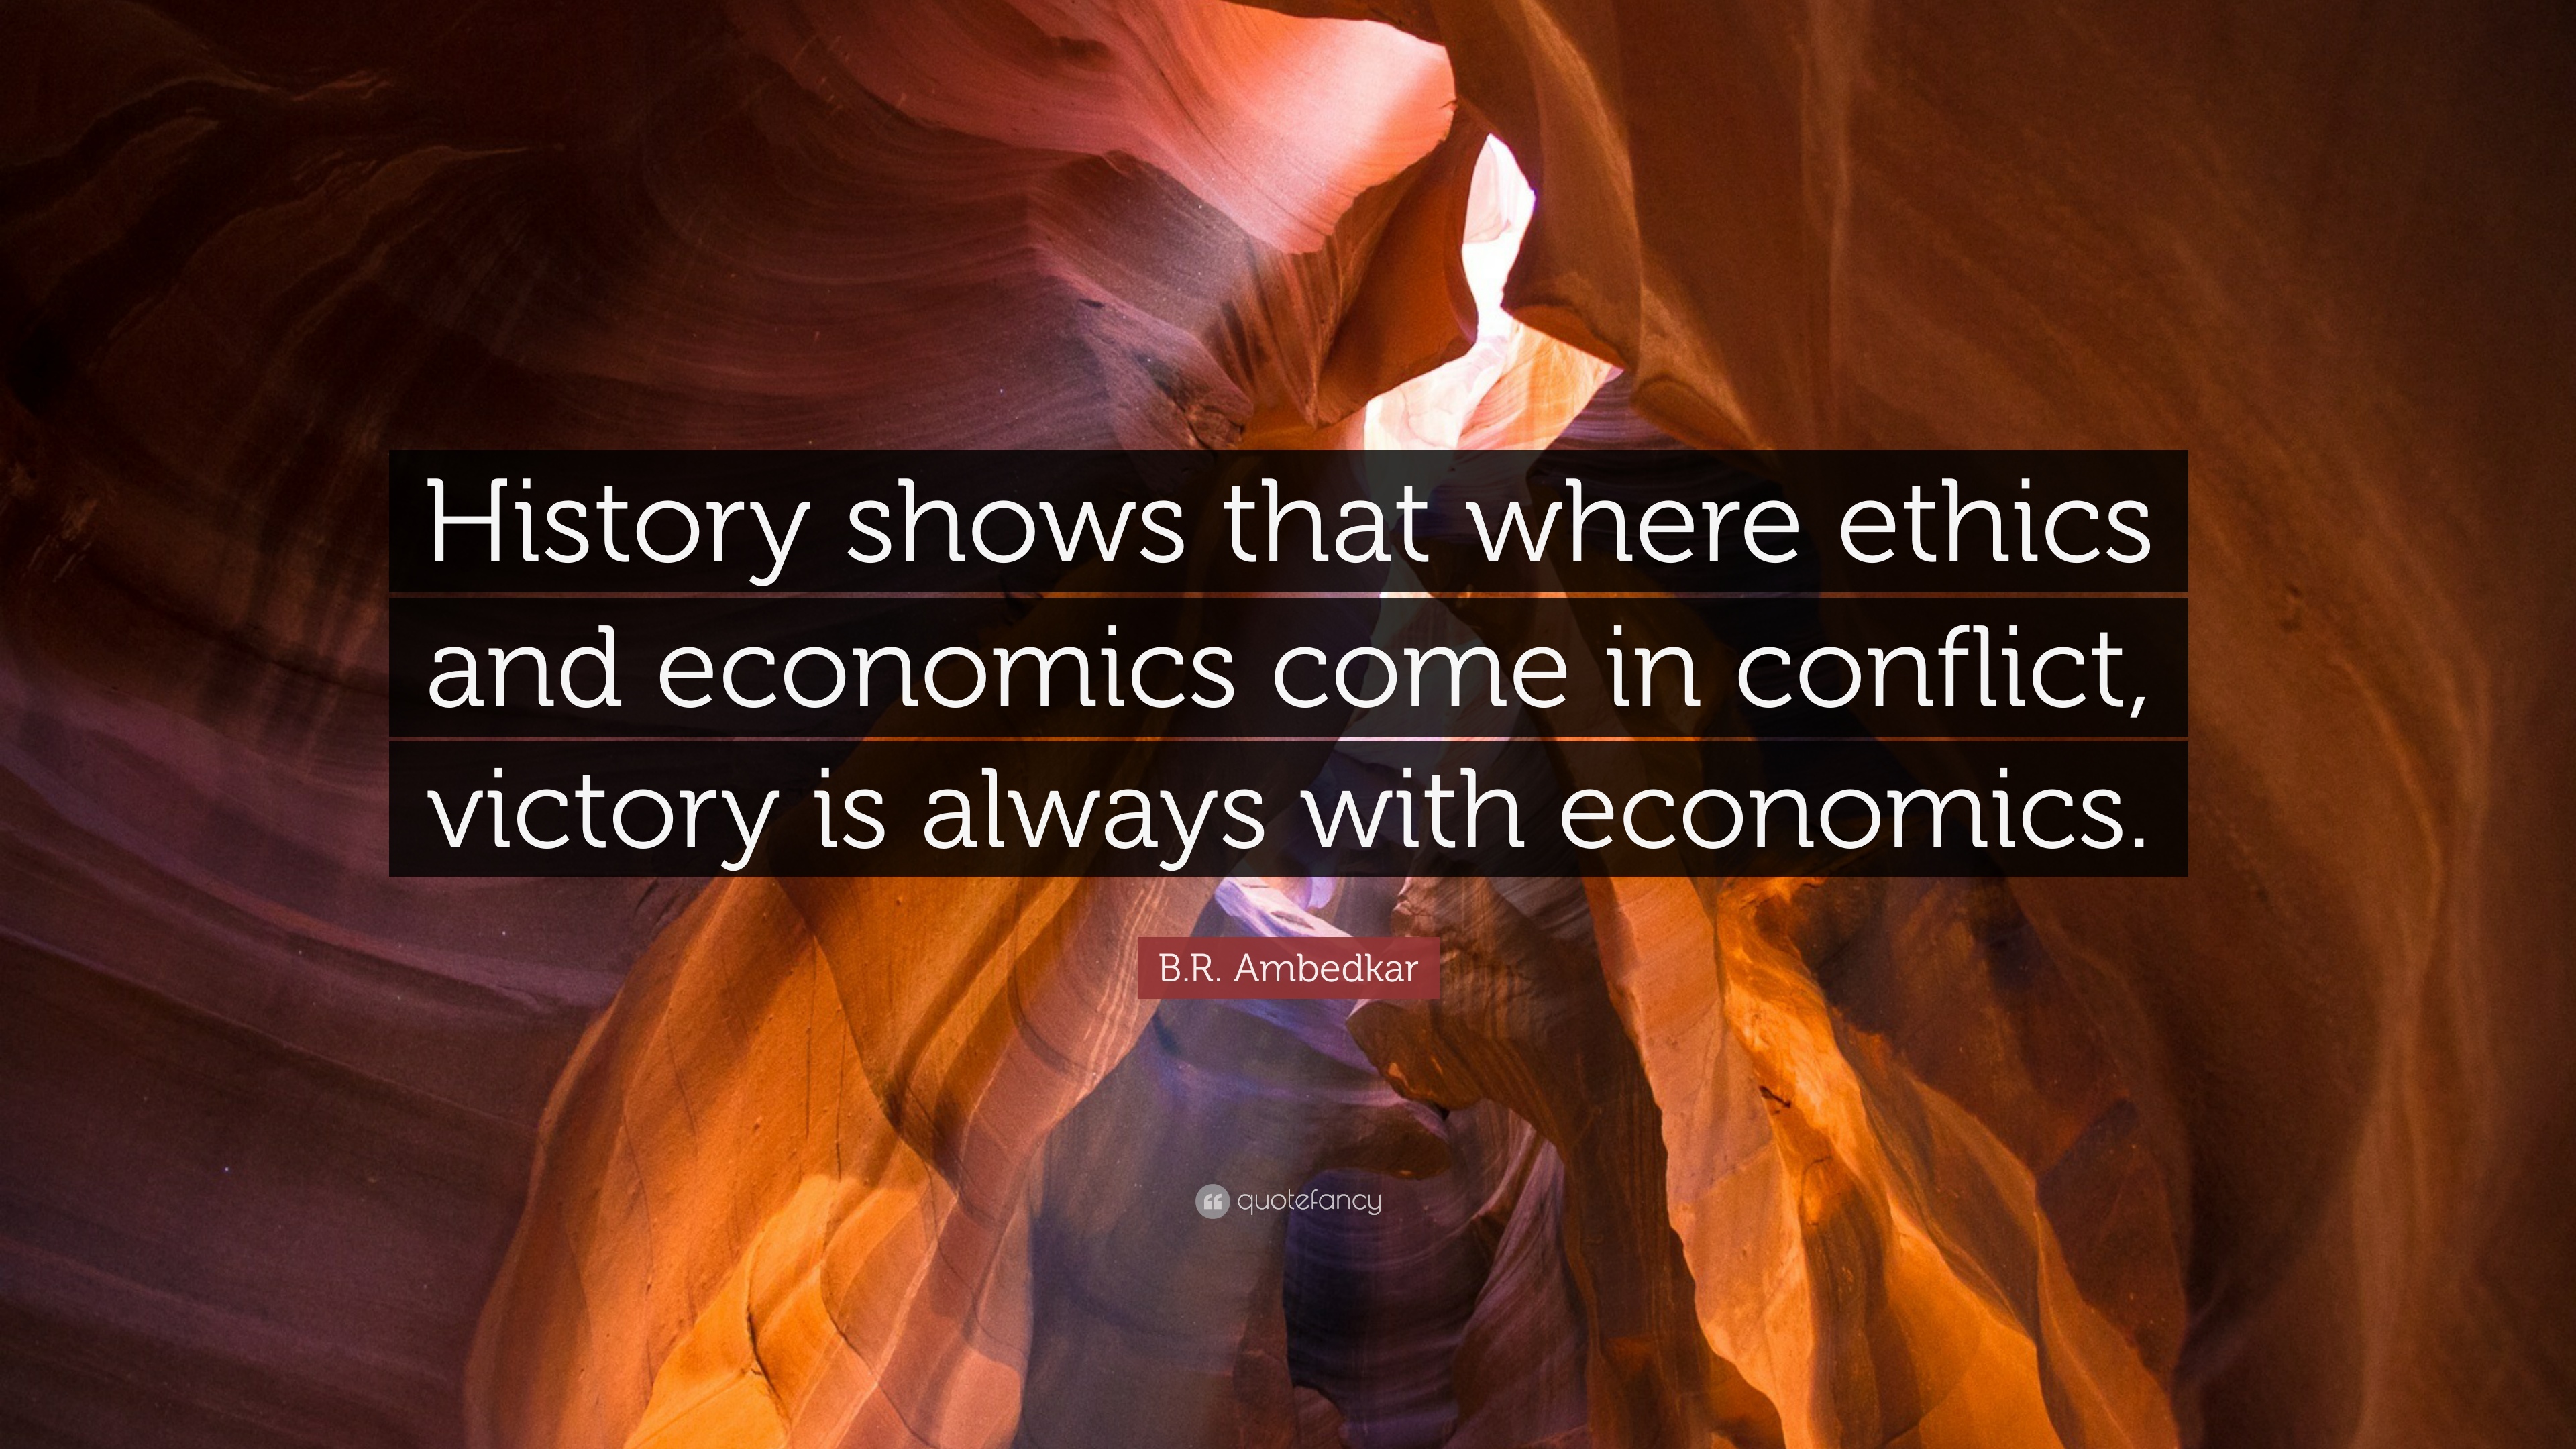 History shows that where ethics
and economics come in conflict,
victory is always with economics.
B.R. Ambedkar
quotefancy